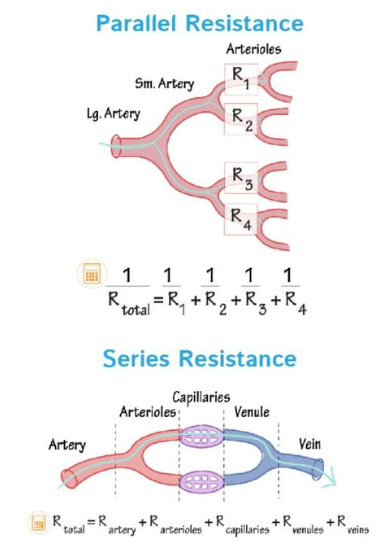 Parallel Resistance
Arterioles
Sm. Artery
Lg. Artery
R1
R2
R3
R4
1/Rtotal = 1/R1 + 1/R2 + 1/R3 + 1/R4
Series Resistance
Capillaries
Arterioles Venule
Artery Vein
Rtotal = Rartery + Rarterioles + Rcapillaries + Rvenules + Rveins